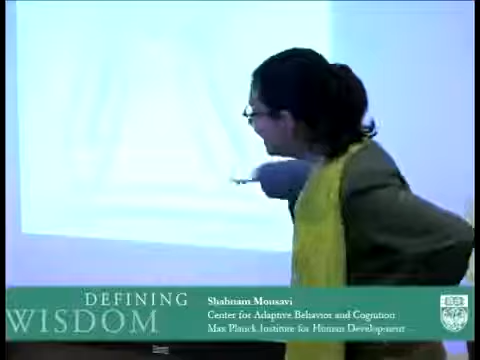 DEFINING
WISDOM
Shabnam Mousavi
Center for Adaptive Behavior and Cognition
Max Planck Institute for Human Development